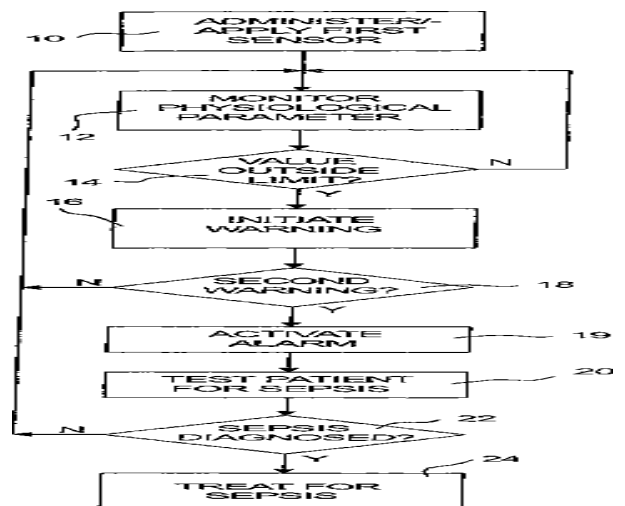 10
ADMINISTER/-
APPLY FIRST
SENSOR
MONITOR
PHYSIOLOGICAL
PARAMETER
12
VALUE
OUTSIDE
LIMIT?
N
14
Y
16
INITIATE
WARNING
N
SECOND
WARNING?
18
Y
ACTIVATE
ALARM
19
TEST PATIENT
FOR SEPSIS
20
N
SEPSIS
DIAGNOSED?
22
Y
24
TREAT FOR
SEPSIS